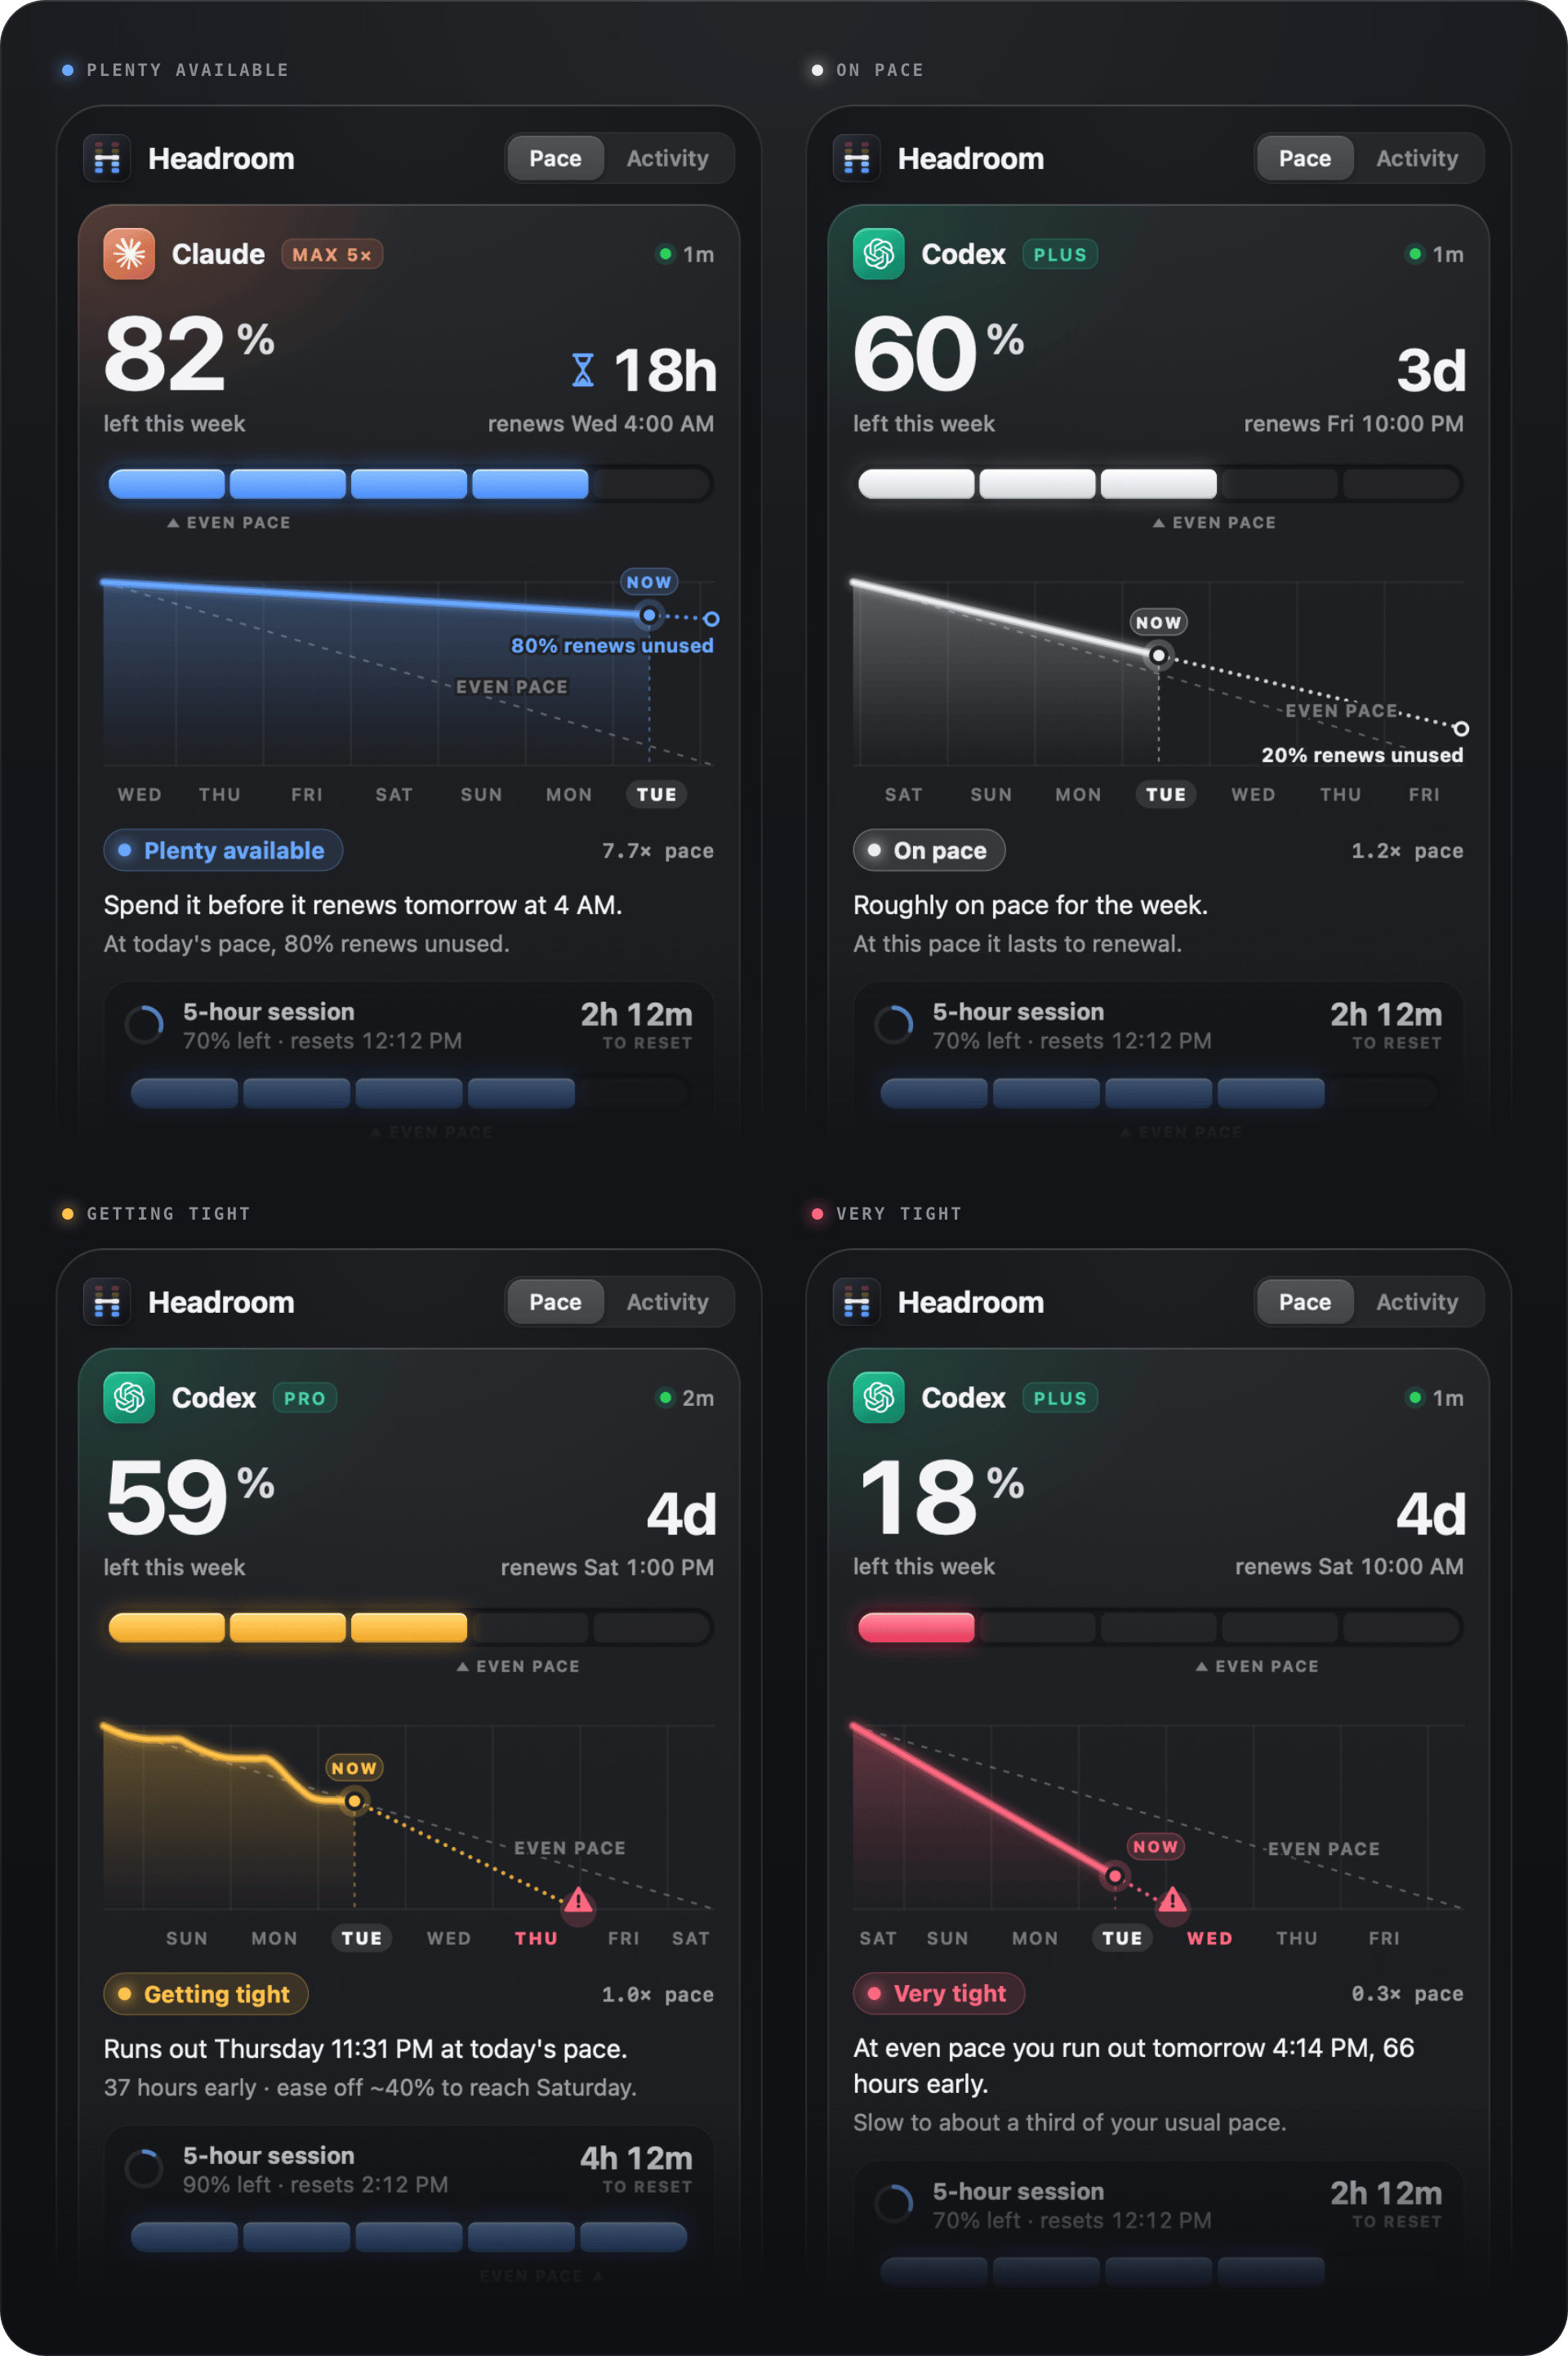 PLENTY AVAILABLE
Headroom
Pace Activity
Claude MAX 5× 1m
82% 18h
left this week renews Wed 4:00 AM
EVEN PACE
NOW
80% renews unused
EVEN PACE
WED THU FRI SAT SUN MON TUE
Plenty available 7.7× pace
Spend it before it renews tomorrow at 4 AM.
At today's pace, 80% renews unused.
5-hour session 2h 12m
70% left · resets 12:12 PM TO RESET
EVEN PACE
ON PACE
Headroom
Pace Activity
Codex PLUS 1m
60% 3d
left this week renews Fri 10:00 PM
EVEN PACE
NOW
EVEN PACE
20% renews unused
SAT SUN MON TUE WED THU FRI
On pace 1.2× pace
Roughly on pace for the week.
At this pace it lasts to renewal.
5-hour session 2h 12m
70% left · resets 12:12 PM TO RESET
EVEN PACE
GETTING TIGHT
Headroom
Pace Activity
Codex PRO 2m
59% 4d
left this week renews Sat 1:00 PM
EVEN PACE
NOW
EVEN PACE
SUN MON TUE WED THU FRI SAT
Getting tight 1.0× pace
Runs out Thursday 11:31 PM at today's pace.
37 hours early · ease off ~40% to reach Saturday.
5-hour session 4h 12m
90% left · resets 2:12 PM TO RESET
EVEN PACE
VERY TIGHT
Headroom
Pace Activity
Codex PLUS 1m
18% 4d
left this week renews Sat 10:00 AM
EVEN PACE
NOW
EVEN PACE
SAT SUN MON TUE WED THU FRI
Very tight 0.3× pace
At even pace you run out tomorrow 4:14 PM, 66
hours early.
Slow to about a third of your usual pace.
5-hour session 2h 12m
70% left · resets 12:12 PM TO RESET